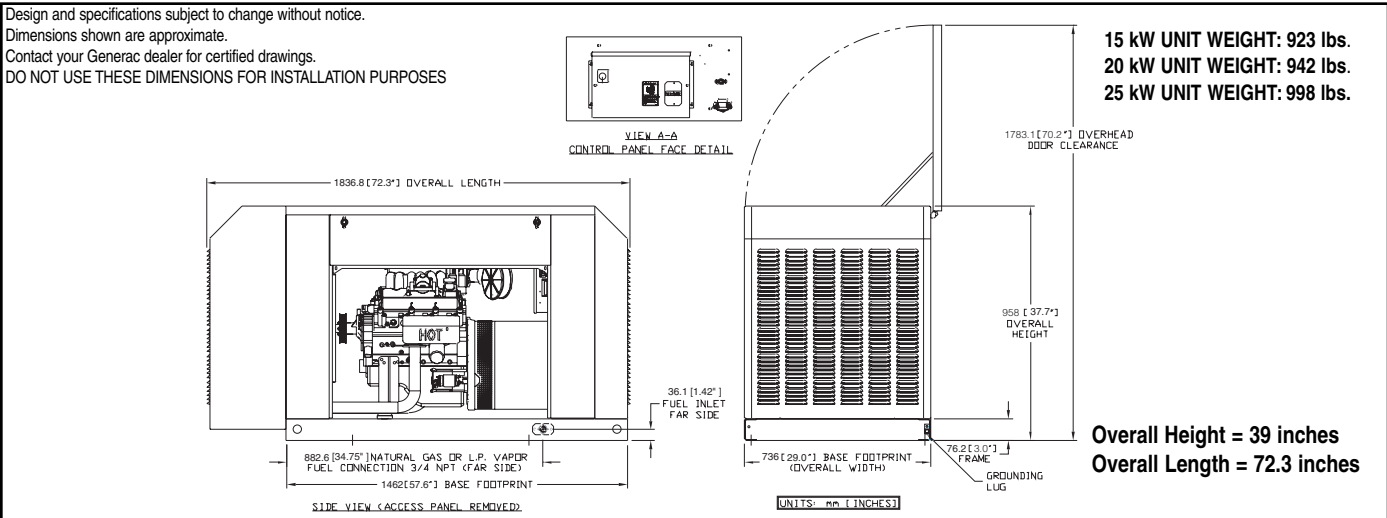 Design and specifications subject to change without notice.
Dimensions shown are approximate.
Contact your Generac dealer for certified drawings.
DO NOT USE THESE DIMENSIONS FOR INSTALLATION PURPOSES
15 kW UNIT WEIGHT: 923 lbs.
20 kW UNIT WEIGHT: 942 lbs.
25 kW UNIT WEIGHT: 998 lbs.
VIEW A-A
CONTROL PANEL FACE DETAIL
1783.1 [70.2"] OVERHEAD
DOOR CLEARANCE
1836.8 [72.3"] OVERALL LENGTH
HOT
958 [ 37.7"]
OVERALL
HEIGHT
36.1 [1.42" ]
FUEL INLET
FAR SIDE
882.6 [34.75" ] NATURAL GAS OR L.P. VAPOR
FUEL CONNECTION 3/4 NPT (FAR SIDE)
1462 [57.6"] BASE FOOTPRINT
SIDE VIEW (ACCESS PANEL REMOVED)
736 [29.0"] BASE FOOTPRINT
(OVERALL WIDTH)
76.2 [3.0"]
FRAME
GROUNDING
LUG
UNITS: mm [INCHES]
Overall Height = 39 inches
Overall Length = 72.3 inches